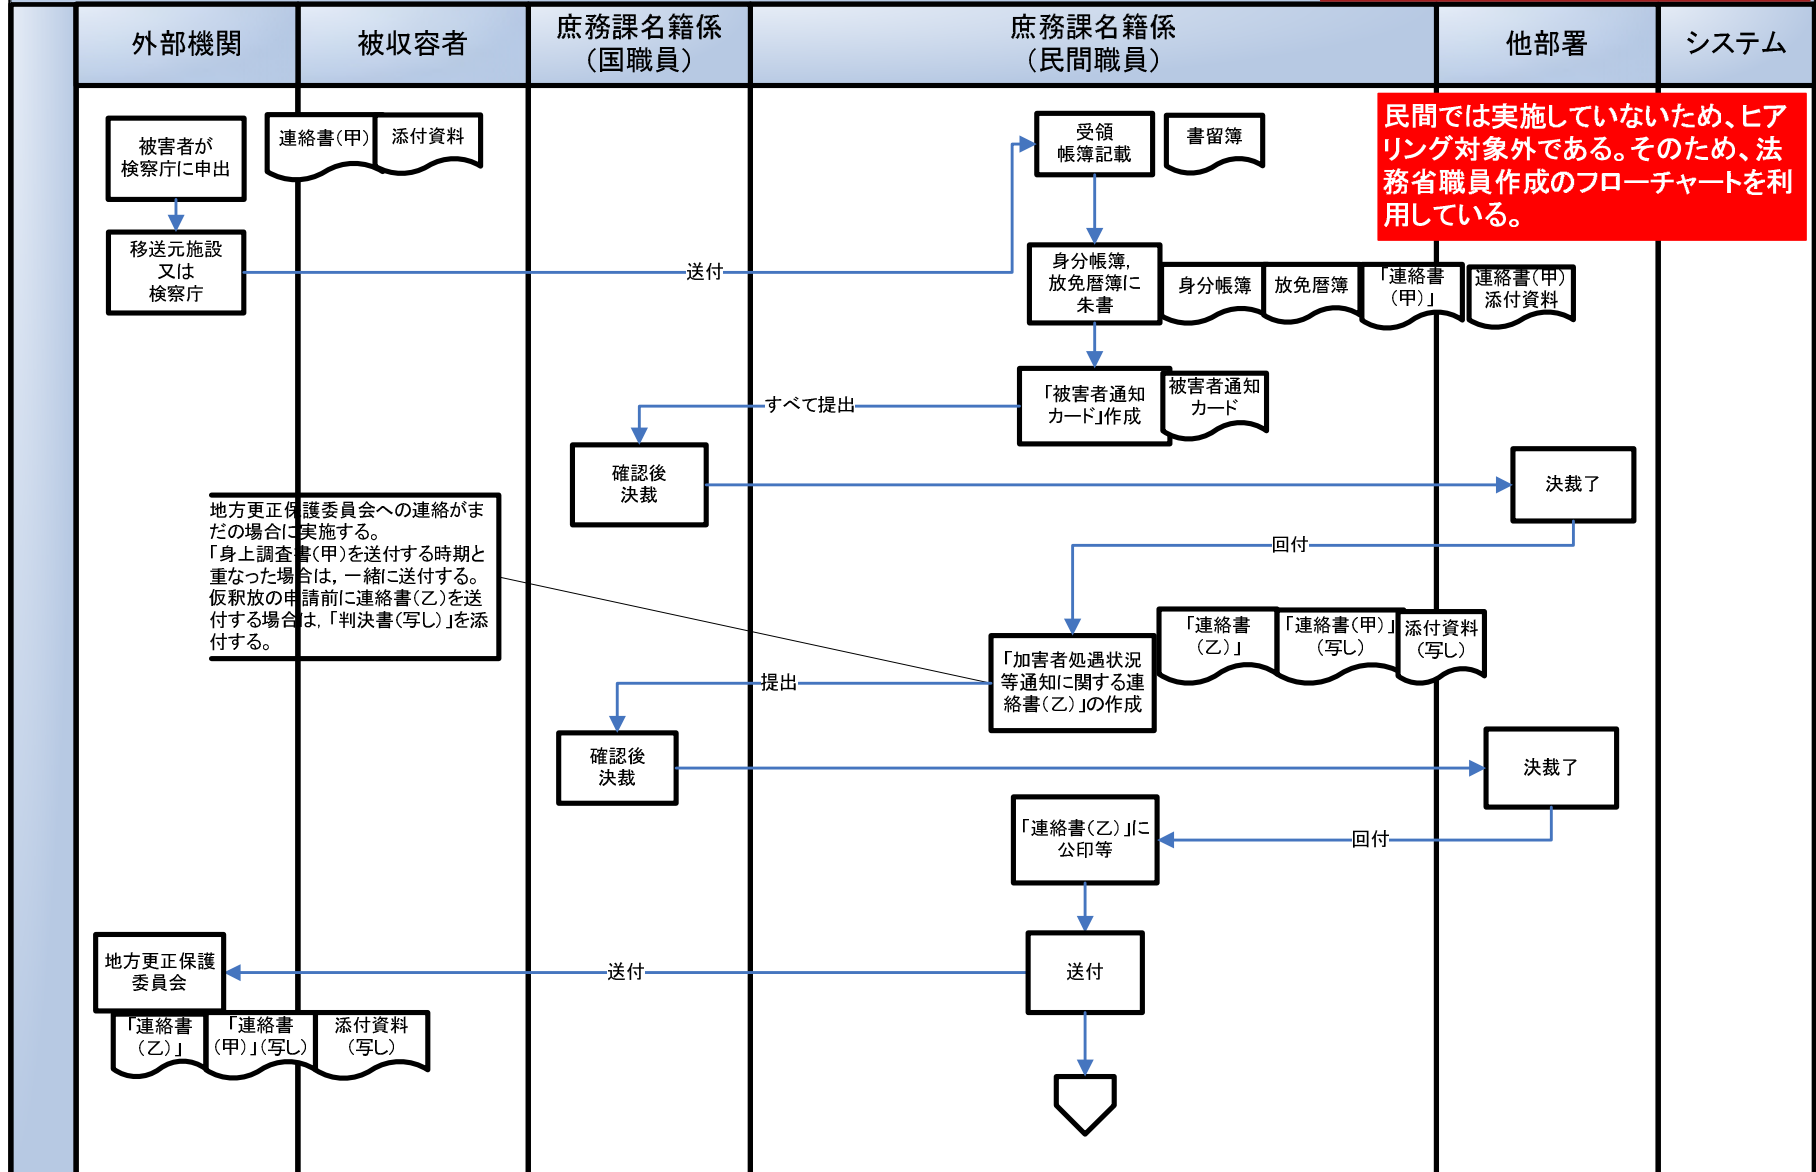 外部機関
被収容者
庶務課名籍係
（国職員）
庶務課名籍係
（民間職員）
他部署
システム
民間では実施していないため、ヒア
リング対象外である。そのため、法
務省職員作成のフローチャートを利
用している。
被害者が
検察庁に申出
連絡書（甲）
添付資料
受領
帳簿記載
書留簿
移送元施設
又は
検察庁
送付
身分帳簿，
放免暦簿に
朱書
身分帳簿
放免暦簿
「連絡書
（甲）」
連絡書（甲）
添付資料
「被害者通知
カード」作成
被害者通知
カード
すべて提出
確認後
決裁
決裁了
地方更正保護委員会への連絡がま
だの場合に実施する。
「身上調査書（甲）を送付する時期と
重なった場合は，一緒に送付する。
仮釈放の申請前に連絡書（乙）を送
付する場合は，「判決書（写し）」を添
付する。
回付
「加害者処遇状況
等通知に関する連
絡書（乙）」の作成
「連絡書
（乙）」
「連絡書（甲）」
（写し）
添付資料
（写し）
提出
確認後
決裁
決裁了
「連絡書（乙）」に
公印等
回付
地方更正保護
委員会
送付
送付
「連絡書
（乙）」
「連絡書
（甲）」（写し）
添付資料
（写し）